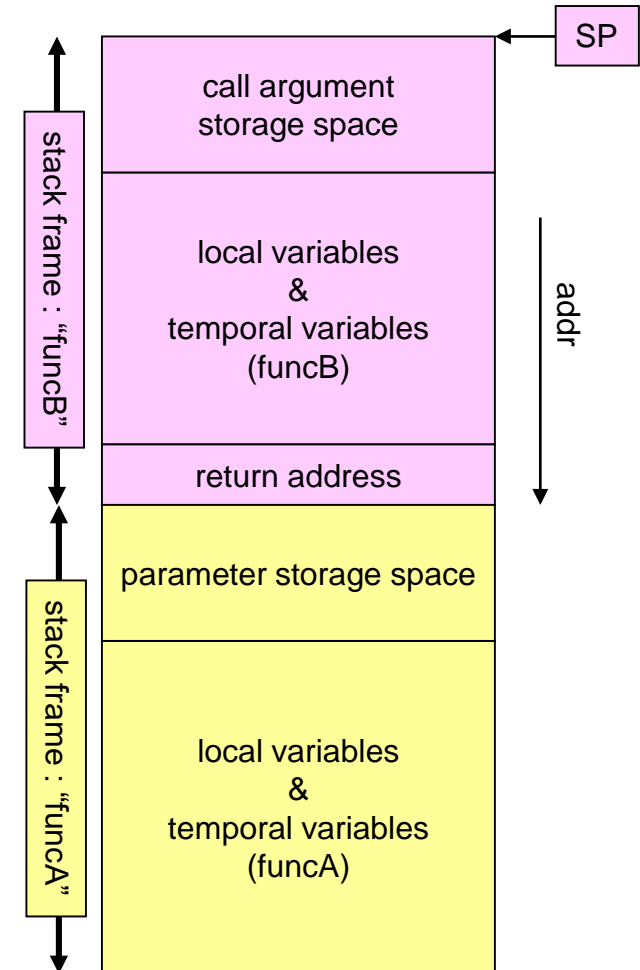 SP
call argument
storage space
stack frame : “funcB”
local variables
&
temporal variables
(funcB)
addr
return address
parameter storage space
stack frame : “funcA”
local variables
&
temporal variables
(funcA)